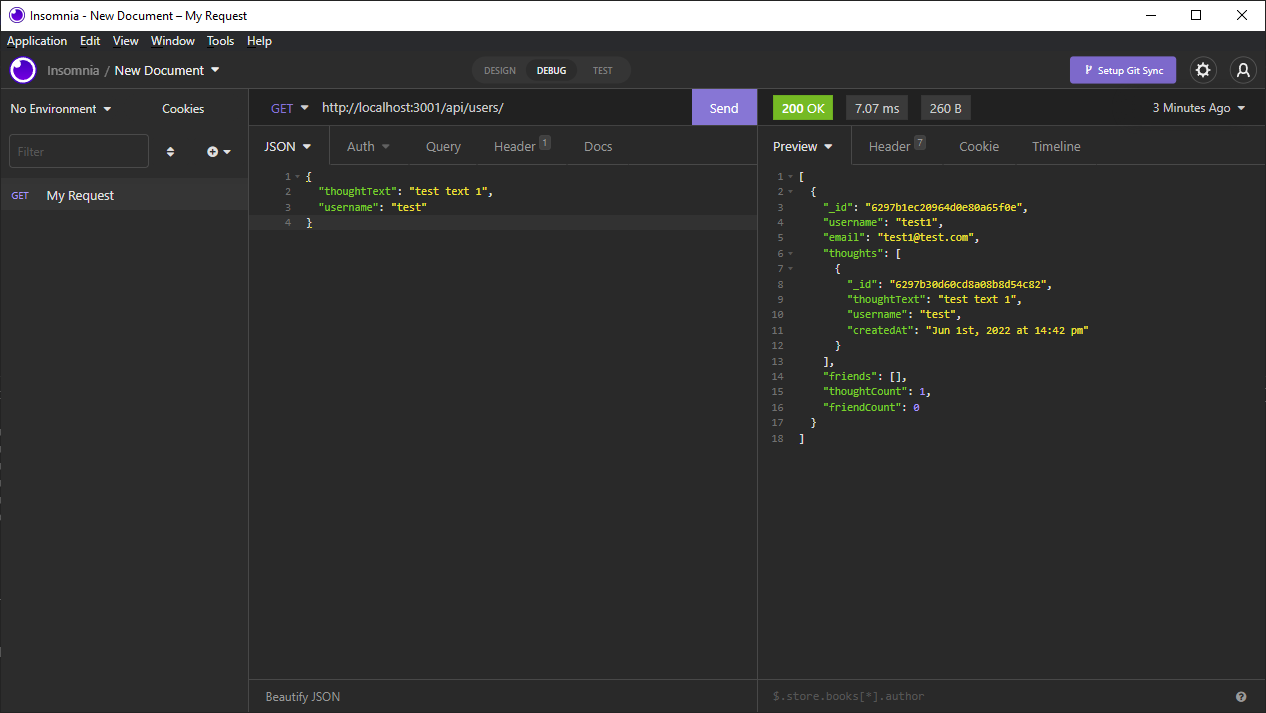 Insomnia - New Document – My Request
Application Edit View Window Tools Help
Insomnia / New Document DESIGN DEBUG TEST Setup Git Sync
No Environment Cookies
Filter
GET My Request
GET http://localhost:3001/api/users/ Send
JSON Auth Query Header 1 Docs
1 {
2 "thoughtText": "test text 1",
3 "username": "test"
4 }
Beautify JSON
200 OK 7.07 ms 260 B 3 Minutes Ago
Preview Header 7 Cookie Timeline
1 [
2 {
3 "_id": "6297b1ec20964d0e80a65f0e",
4 "username": "test1",
5 "email": "test1@test.com",
6 "thoughts": [
7 {
8 "_id": "6297b30d60cd8a08b8d54c82",
9 "thoughtText": "test text 1",
10 "username": "test",
11 "createdAt": "Jun 1st, 2022 at 14:42 pm"
12 }
13 ],
14 "friends": [],
15 "thoughtCount": 1,
16 "friendCount": 0
17 }
18 ]
$.store.books[*].author